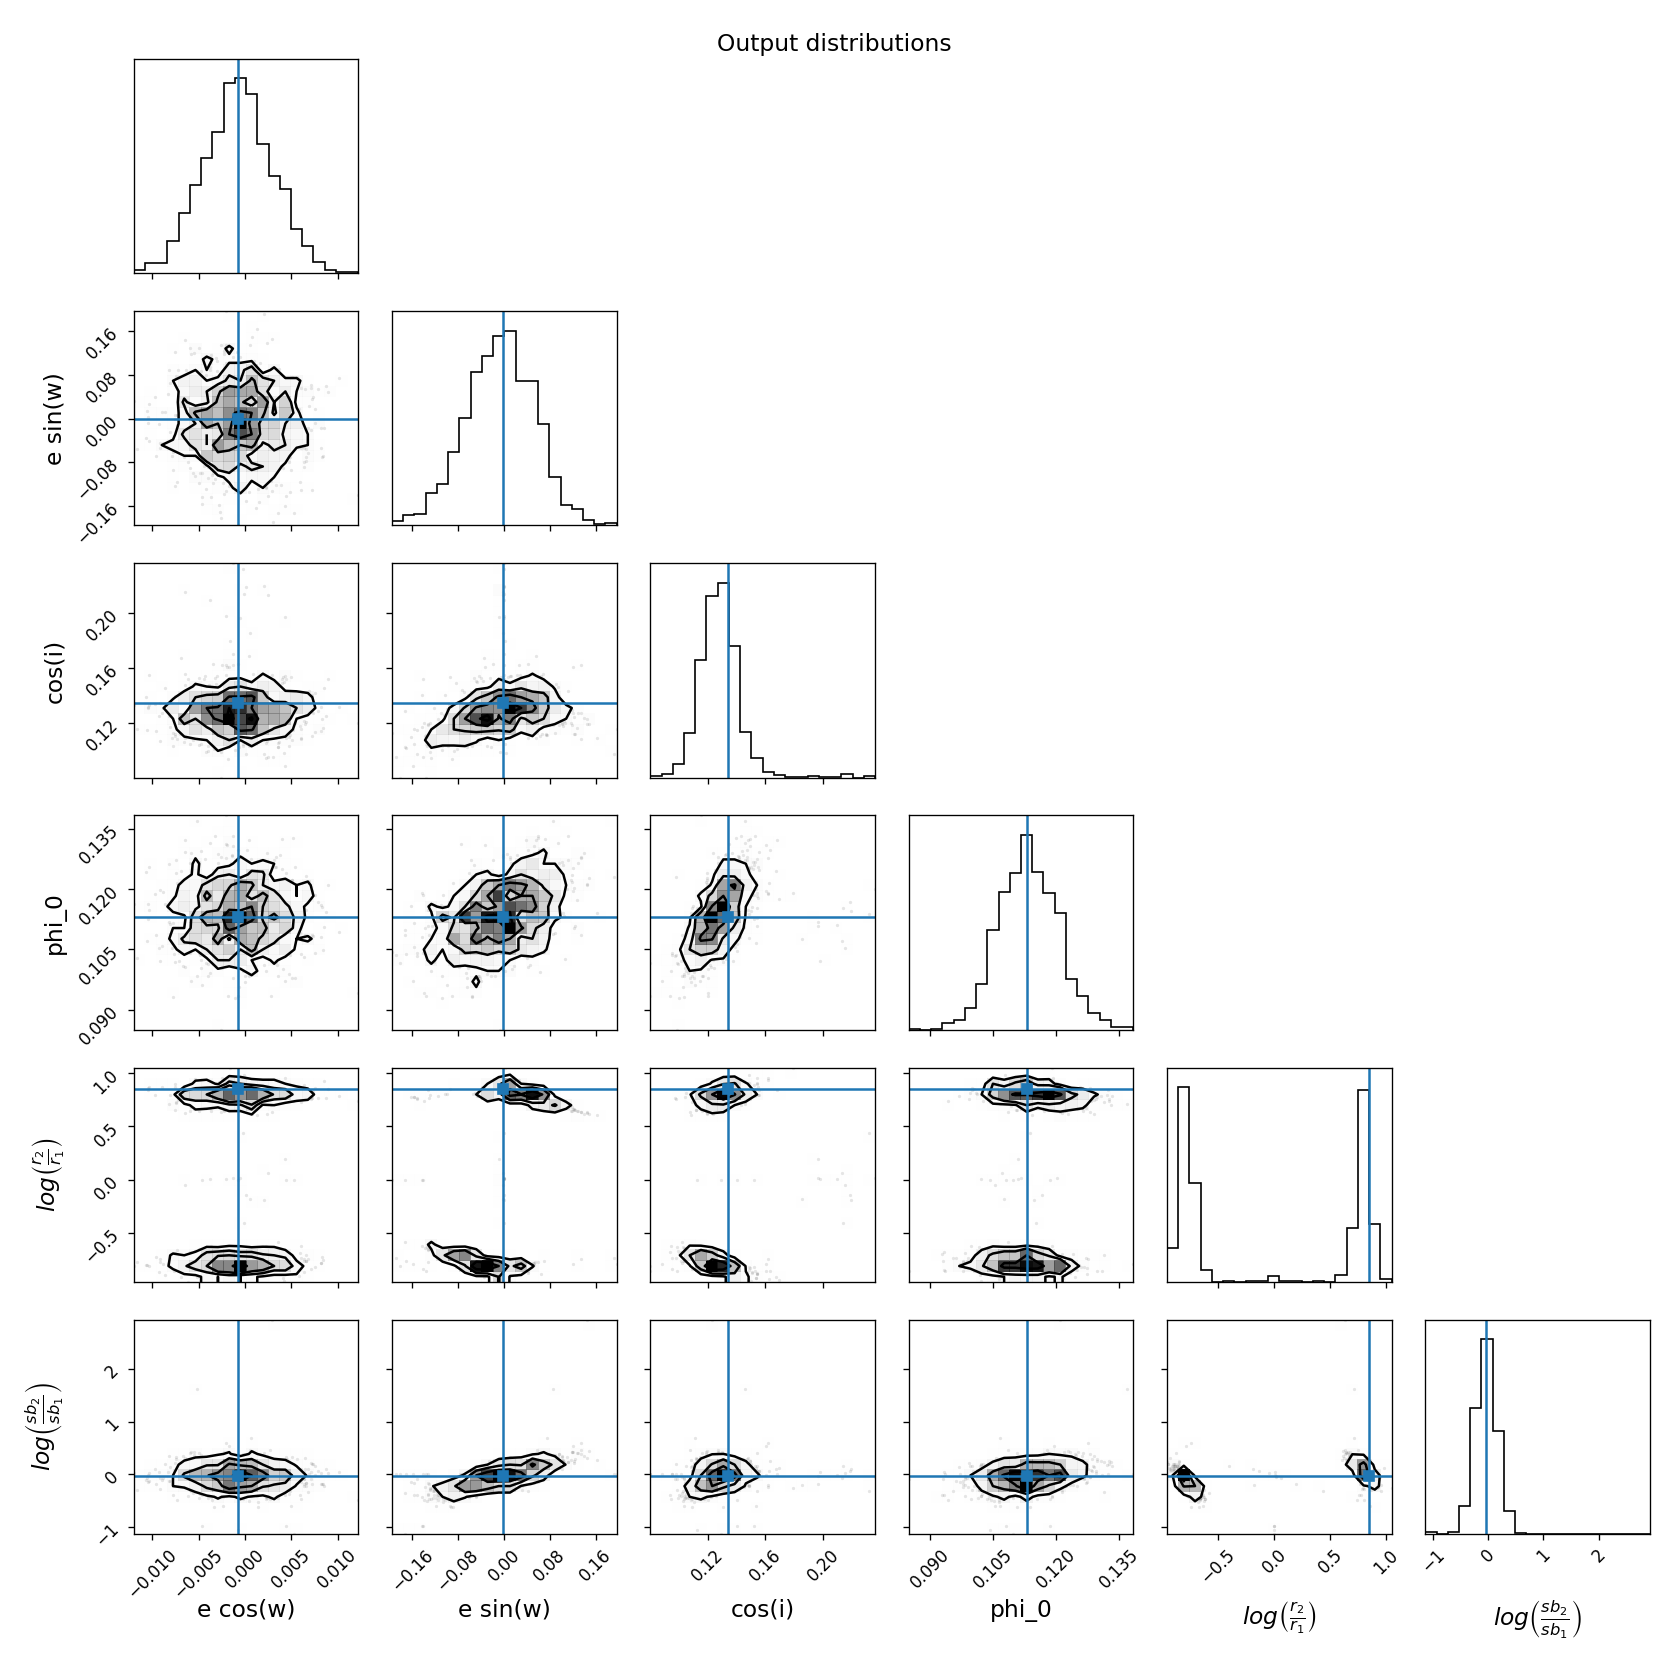 Output distributions
e sin(w)
0.16
0.08
0.00
−0.08
−0.16
cos(i)
0.20
0.16
0.12
phi_0
0.135
0.120
0.105
0.090
log(r2/r1)
1.0
0.5
0.0
−0.5
log(sb2/sb1)
2
1
0
−1
−0.010 −0.005 0.000 0.005 0.010
−0.16 −0.08 0.00 0.08 0.16
0.12 0.16 0.20
0.090 0.105 0.120 0.135
−0.5 0.0 0.5 1.0
−1 0 1 2
e cos(w) e sin(w) cos(i) phi_0 log(r2/r1) log(sb2/sb1)